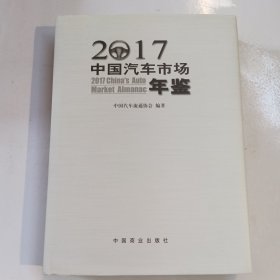 2017
中国汽车市场
2017 China's Auto
Market Almanac
年鉴
中国汽车流通协会 编著
中国商业出版社